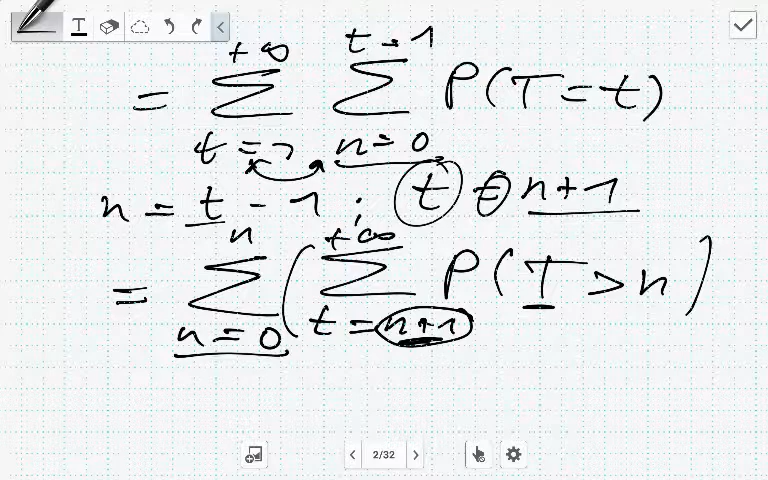 T
= +∞ ∑ t=1 t-1 ∑ n=0 P(T=t)
n = t - 1 ; t = n+1
= n ∑ n=0 ( +∞ ∑ t=n+1 P(T>n) )
2/32